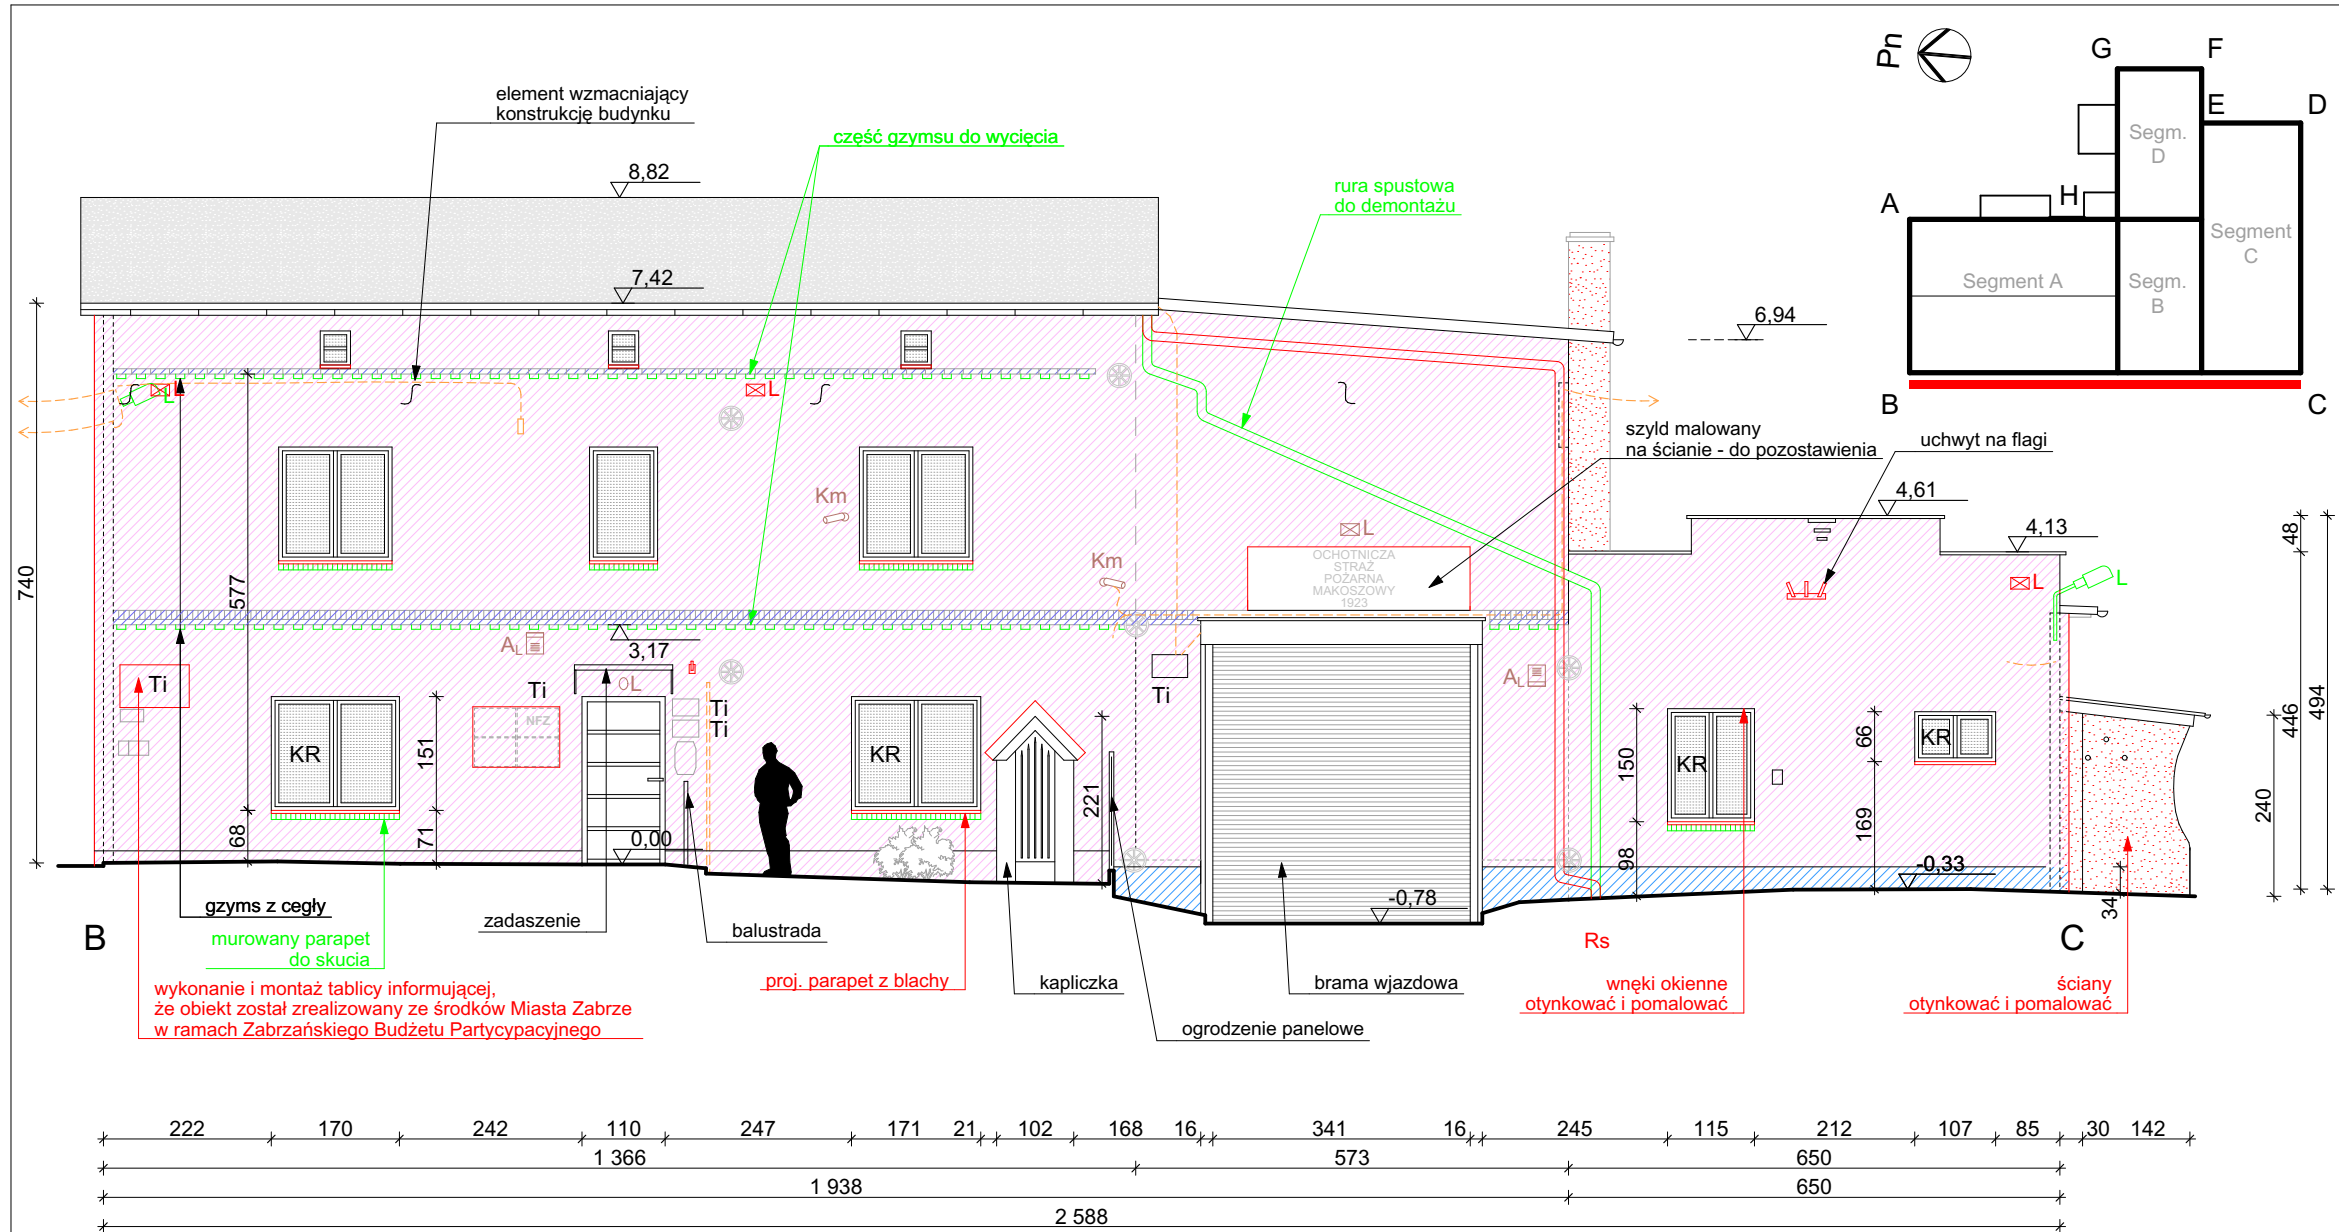 Pn
G
F
E
D
Segm.
D
H
A
Segment
C
Segment A
Segm.
B
B
C
element wzmacniający
konstrukcję budynku
część gzymsu do wycięcia
8,82
rura spustowa
do demontażu
7,42
6,94
L
L
L
szyld malowany
na ścianie - do pozostawienia
uchwyt na flagi
Km
4,61
L
4,13
48
OCHOTNICZA
STRAŻ
POŻARNA
MAKOSZOWY
1923
Km
L
L
740
577
494
446
3,17
AL
AL
Ti
Ti
OL
Ti
Ti
Ti
NFZ
KR
KR
KR
KR
151
221
150
66
240
68
71
0,00
98
169
-0,33
-0,78
34
gzyms z cegły
zadaszenie
balustrada
B
Rs
C
murowany parapet
do skucia
proj. parapet z blachy
kapliczka
brama wjazdowa
wnęki okienne
otynkować i pomalować
ściany
otynkować i pomalować
wykonanie i montaż tablicy informującej,
że obiekt został zrealizowany ze środków Miasta Zabrze
w ramach Zabrzańskiego Budżetu Partycypacyjnego
ogrodzenie panelowe
222 170 242 110 247 171 21 102 168 16 341 16 245 115 212 107 85 30 142
1 366 573 650
1 938 650
2 588